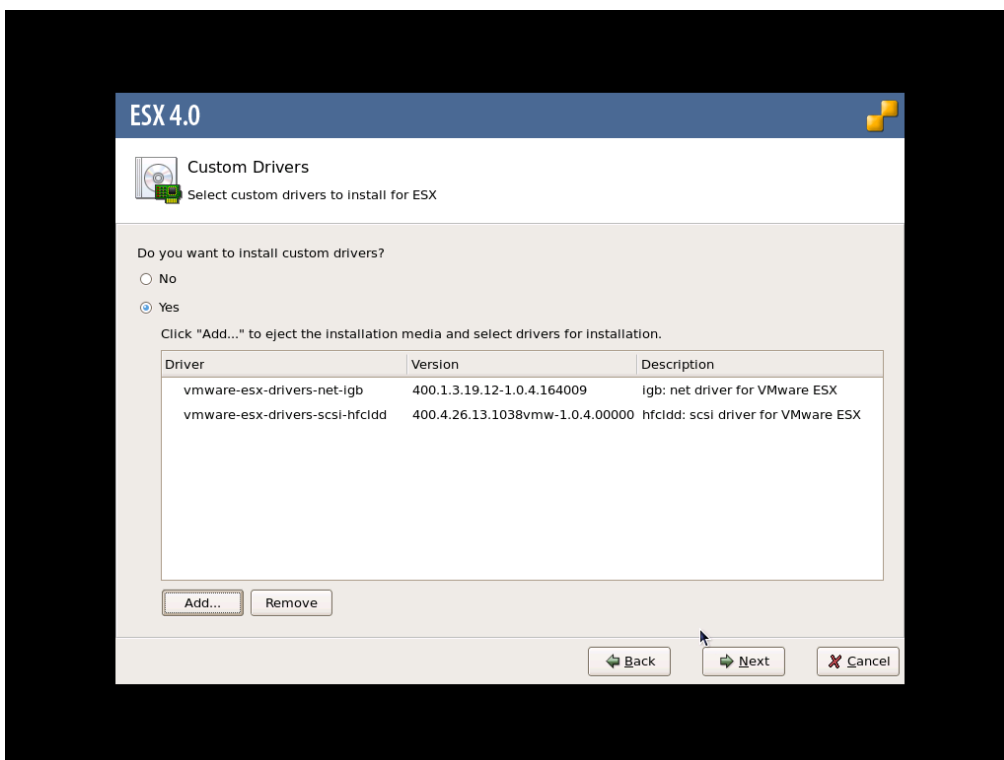 ESX 4.0
Custom Drivers
Select custom drivers to install for ESX
Do you want to install custom drivers?
No
Yes
Click "Add..." to eject the installation media and select drivers for installation.
Driver Version Description
vmware-esx-drivers-net-igb 400.1.3.19.12-1.0.4.164009 igb: net driver for VMware ESX
vmware-esx-drivers-scsi-hfcldd 400.4.26.13.1038vmw-1.0.4.00000 hfcldd: scsi driver for VMware ESX
Add... Remove
Back Next Cancel